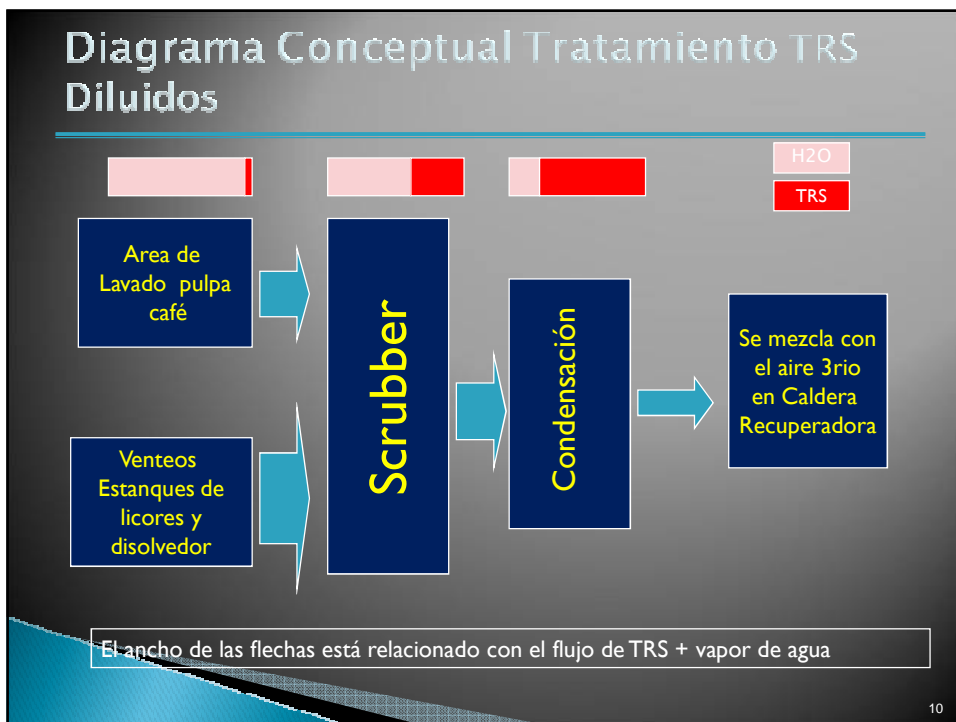 Diagrama Conceptual Tratamiento TRS
Diluidos
H2O
TRS
Area de
Lavado pulpa
café
Venteos
Estanques de
licores y
disolvedor
Scrubber
Condensación
Se mezcla con
el aire 3rio
en Caldera
Recuperadora
El ancho de las flechas está relacionado con el flujo de TRS + vapor de agua
10